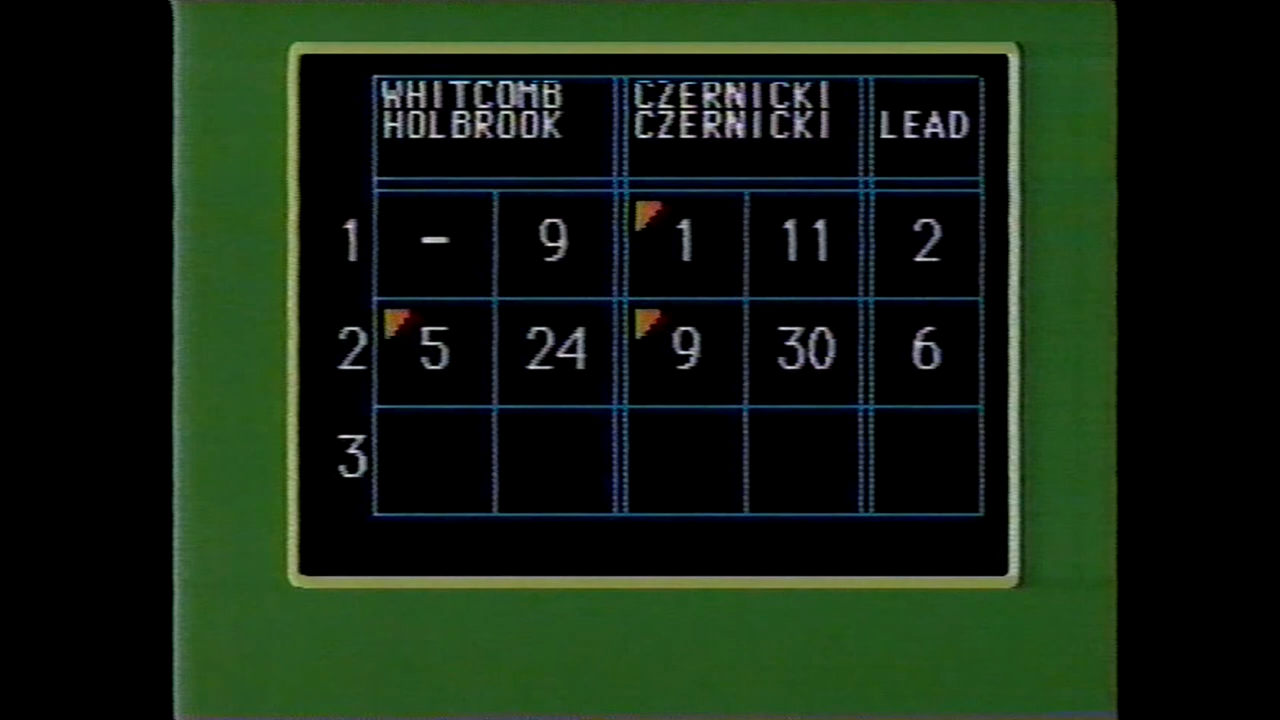 WHITCOMB CZERNICKI
HOLBROOK CZERNICKI LEAD
1 - 9 1 11 2
2 5 24 9 30 6
3